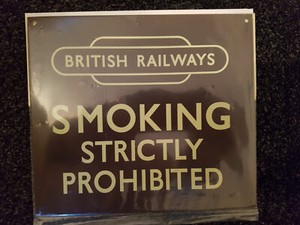 BRITISH RAILWAYS
SMOKING
STRICTLY
PROHIBITED